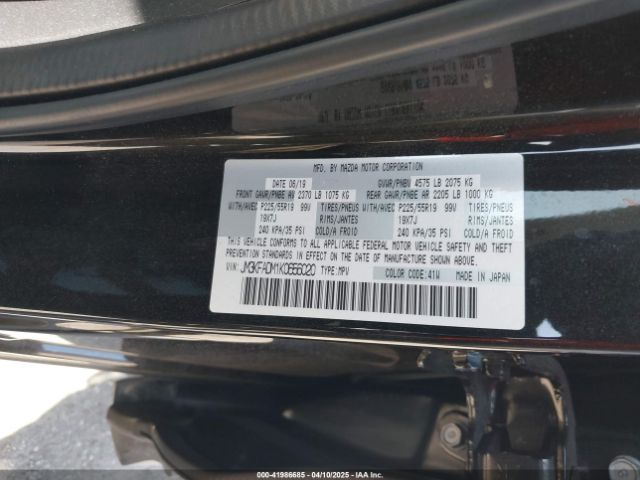 MFD. BY MAZDA MOTOR CORPORATION
DATE 06/19 GVWR/PNBV 4575 LB 2075 KG
FRONT GAWR/PNBE AV 2370 LB 1075 KG REAR GAWR/PNBE AR 2205 LB 1000 KG
WITH/AVEC P225/55R19 99V TIRES/PNEUS WITH/AVEC P225/55R19 99V TIRES/PNEUS
19X7J RIMS/JANTES 19X7J RIMS/JANTES
240 KPA/35 PSI COLD/A FROID 240 KPA/35 PSI COLD/A FROID
THIS VEHICLE CONFORMS TO ALL APPLICABLE FEDERAL MOTOR VEHICLE SAFETY AND THEFT
PREVENTION STANDARDS IN EFFECT ON THE DATE OF MANUFACTURE SHOWN ABOVE.
VIN: JM3KFADM1K0656020 TYPE:MPV COLOR CODE:41W MADE IN JAPAN
000-41986685 - 04/10/2025 - IAA Inc.